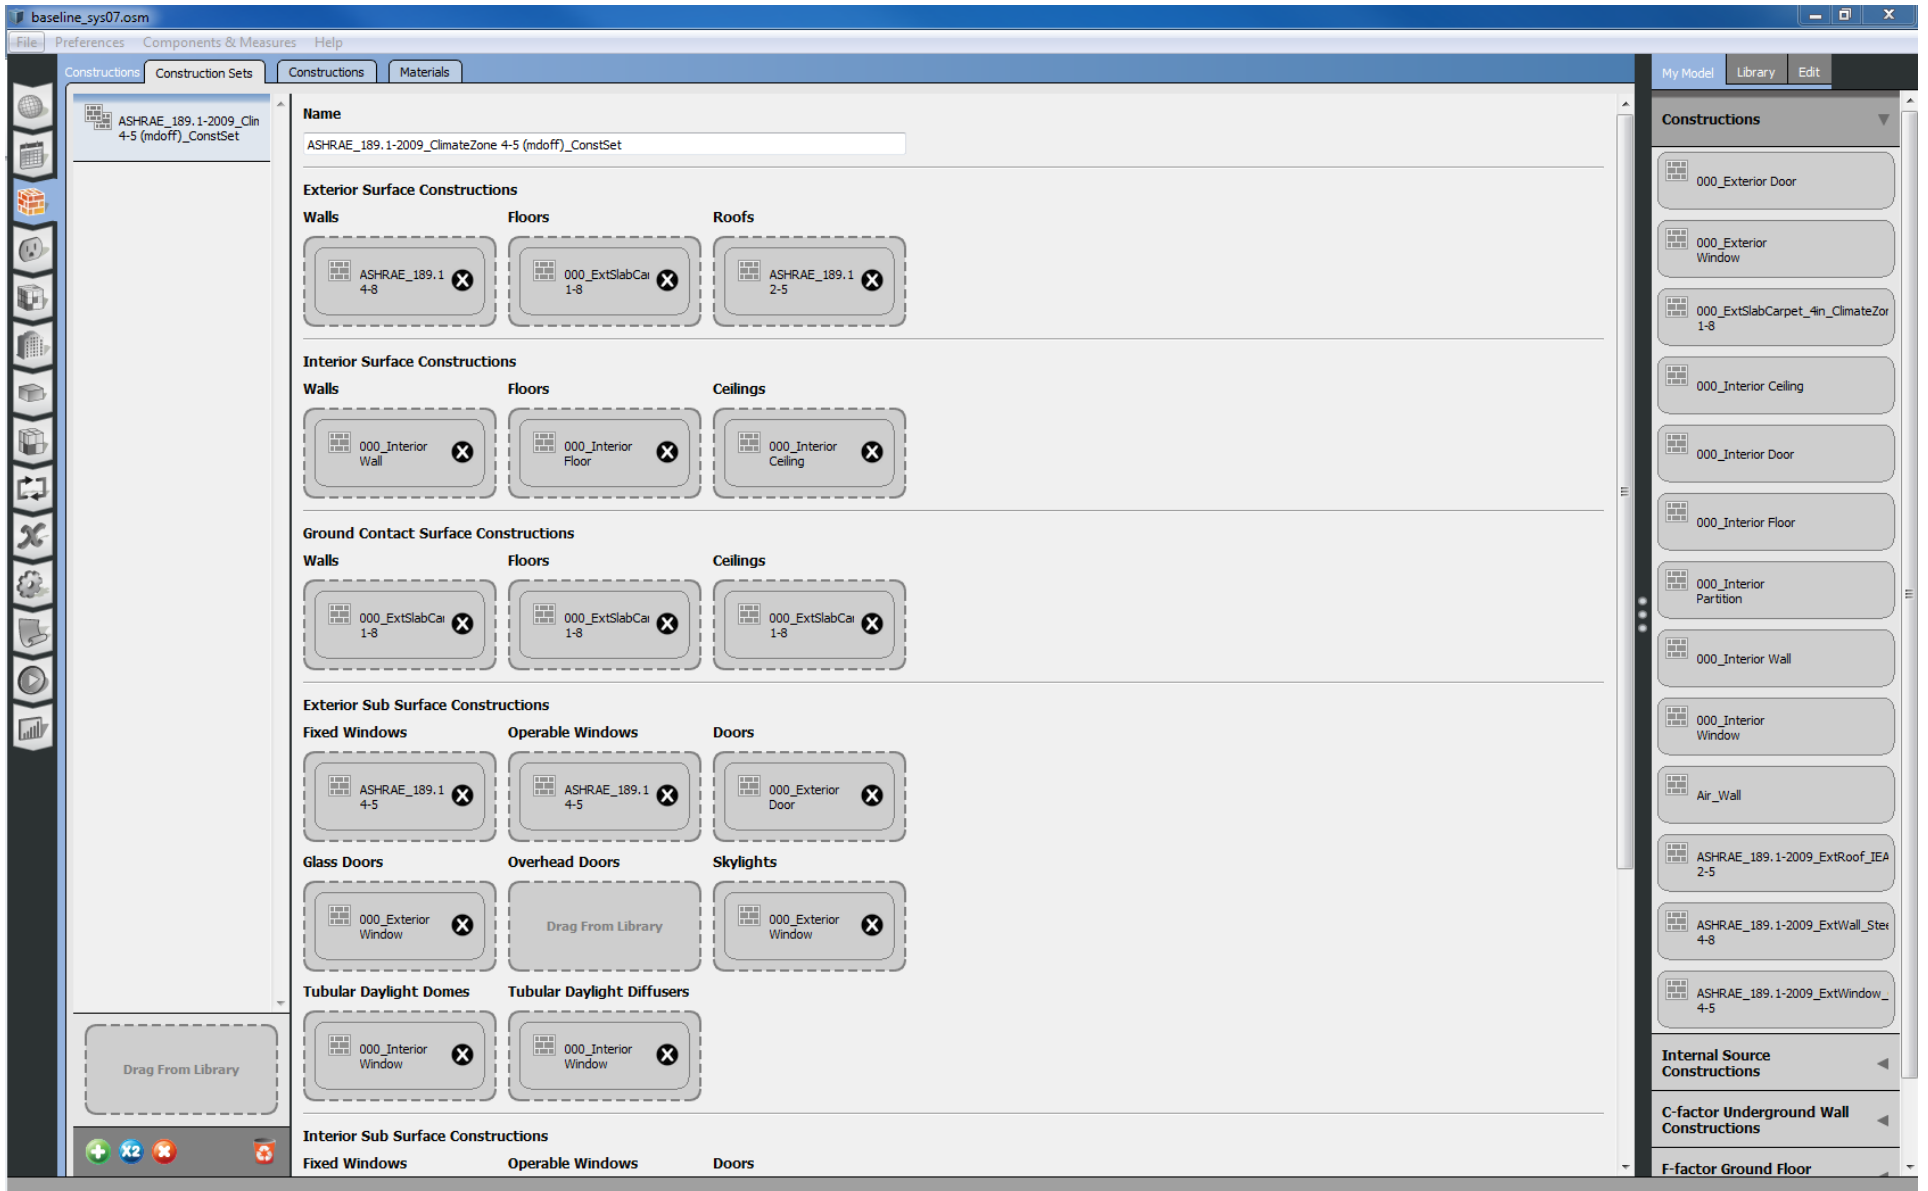 baseline_sys07.osm
File Preferences Components & Measures Help
Constructions Construction Sets Constructions Materials
My Model Library Edit
ASHRAE_189.1-2009_Clin
4-5 (mdoff)_ConstSet
Drag From Library
X2
Name
ASHRAE_189.1-2009_ClimateZone 4-5 (mdoff)_ConstSet
Exterior Surface Constructions
Walls Floors Roofs
ASHRAE_189.1
4-8
000_ExtSlabCar
1-8
ASHRAE_189.1
2-5
Interior Surface Constructions
Walls Floors Ceilings
000_Interior
Wall
000_Interior
Floor
000_Interior
Ceiling
Ground Contact Surface Constructions
Walls Floors Ceilings
000_ExtSlabCar
1-8
000_ExtSlabCar
1-8
000_ExtSlabCar
1-8
Exterior Sub Surface Constructions
Fixed Windows Operable Windows Doors
ASHRAE_189.1
4-5
ASHRAE_189.1
4-5
000_Exterior
Door
Glass Doors Overhead Doors Skylights
000_Exterior
Window
Drag From Library
000_Exterior
Window
Tubular Daylight Domes Tubular Daylight Diffusers
000_Interior
Window
000_Interior
Window
Interior Sub Surface Constructions
Fixed Windows Operable Windows Doors
Constructions
000_Exterior Door
000_Exterior
Window
000_ExtSlabCarpet_4in_ClimateZor
1-8
000_Interior Ceiling
000_Interior Door
000_Interior Floor
000_Interior
Partition
000_Interior Wall
000_Interior
Window
Air_Wall
ASHRAE_189.1-2009_ExtRoof_IEA
2-5
ASHRAE_189.1-2009_ExtWall_Stee
4-8
ASHRAE_189.1-2009_ExtWindow_
4-5
Internal Source
Constructions
C-factor Underground Wall
Constructions
F-factor Ground Floor